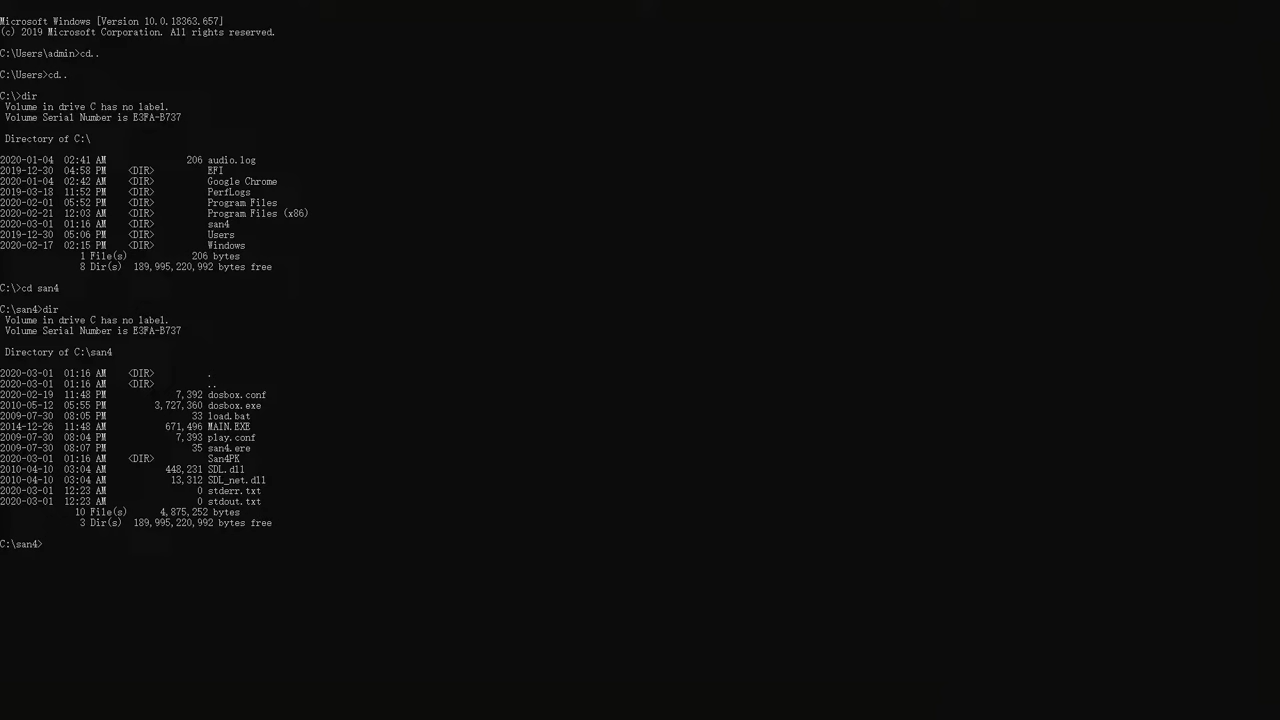 Microsoft Windows [Version 10.0.18363.657]
(c) 2019 Microsoft Corporation. All rights reserved.
C:\Users\admin>cd..
C:\Users>cd..
C:\>dir
Volume in drive C has no label.
Volume Serial Number is E3FA-B737
Directory of C:\
2020-01-04 02:41 AM 206 audio.log
2019-12-30 04:58 PM <DIR> EFI
2020-01-04 02:42 AM <DIR> Google Chrome
2019-03-18 11:52 PM <DIR> PerfLogs
2020-02-01 05:52 PM <DIR> Program Files
2020-02-21 12:03 AM <DIR> Program Files (x86)
2020-03-01 01:16 AM <DIR> san4
2019-12-30 05:06 PM <DIR> Users
2020-02-17 02:15 PM <DIR> Windows
1 File(s) 206 bytes
8 Dir(s) 189,995,220,992 bytes free
C:\>cd san4
C:\san4>dir
Volume in drive C has no label.
Volume Serial Number is E3FA-B737
Directory of C:\san4
2020-03-01 01:16 AM <DIR> .
2020-03-01 01:16 AM <DIR> ..
2020-02-19 11:48 PM 7,392 dosbox.conf
2010-05-12 05:55 PM 3,727,360 dosbox.exe
2009-07-30 08:05 PM 33 load.bat
2014-12-26 11:48 AM 671,496 MAIN.EXE
2009-07-30 08:04 PM 7,393 play.conf
2009-07-30 08:07 PM 35 san4.ere
2020-03-01 01:16 AM <DIR> San4PK
2010-04-10 03:04 AM 448,231 SDL.dll
2010-04-10 03:04 AM 13,312 SDL_net.dll
2020-03-01 12:23 AM 0 stderr.txt
2020-03-01 12:23 AM 0 stdout.txt
10 File(s) 4,875,252 bytes
3 Dir(s) 189,995,220,992 bytes free
C:\san4>